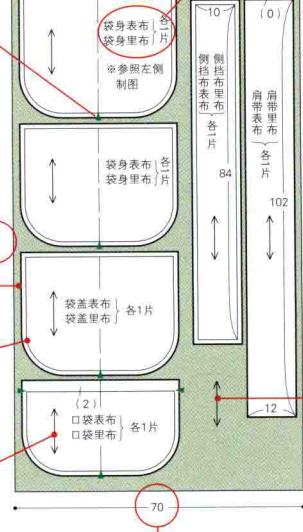 袋身表布
袋身里布
各1片
※参照左侧
制图
袋身表布
袋身里布
各1片
袋盖表布
袋盖里布
各1片
(2)
口袋表布
口袋里布
各1片
10
侧挡布里布
侧挡布表布
各1片
84
(0)
肩带里布
肩带表布
各1片
102
12
70